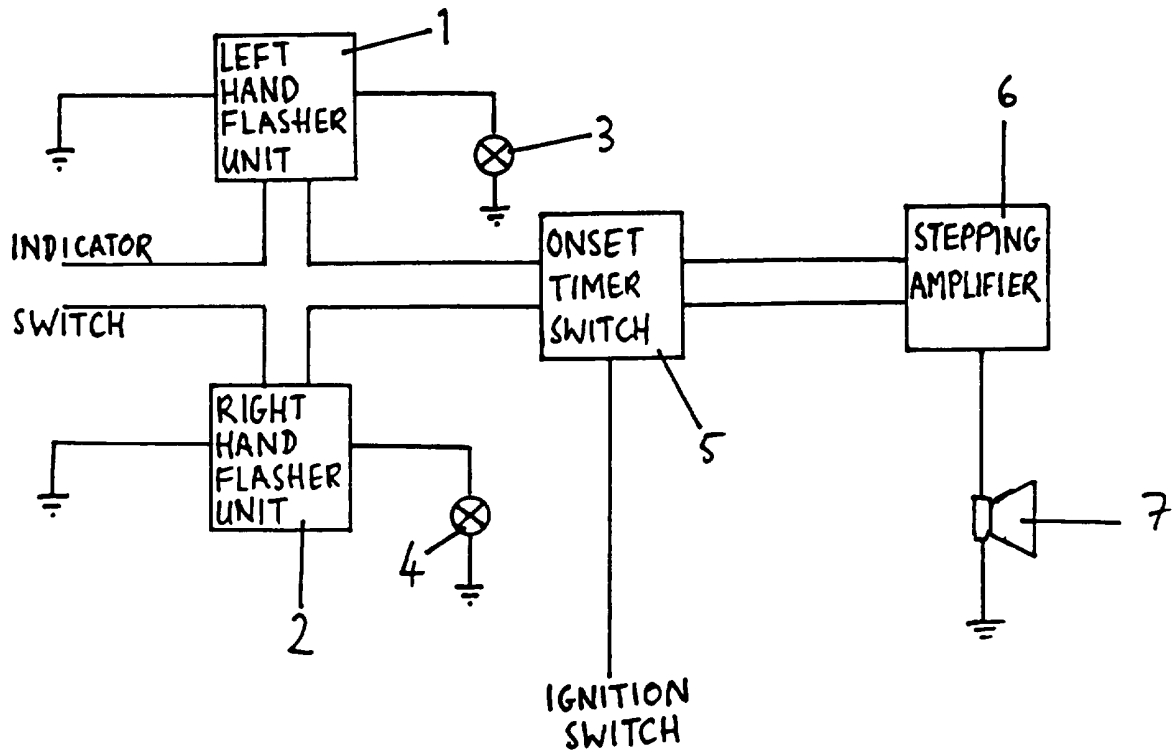 1
LEFT
HAND
FLASHER
UNIT
3
6
INDICATOR
SWITCH
ONSET
TIMER
SWITCH
STEPPING
AMPLIFIER
5
RIGHT
HAND
FLASHER
UNIT
4
2
7
IGNITION
SWITCH